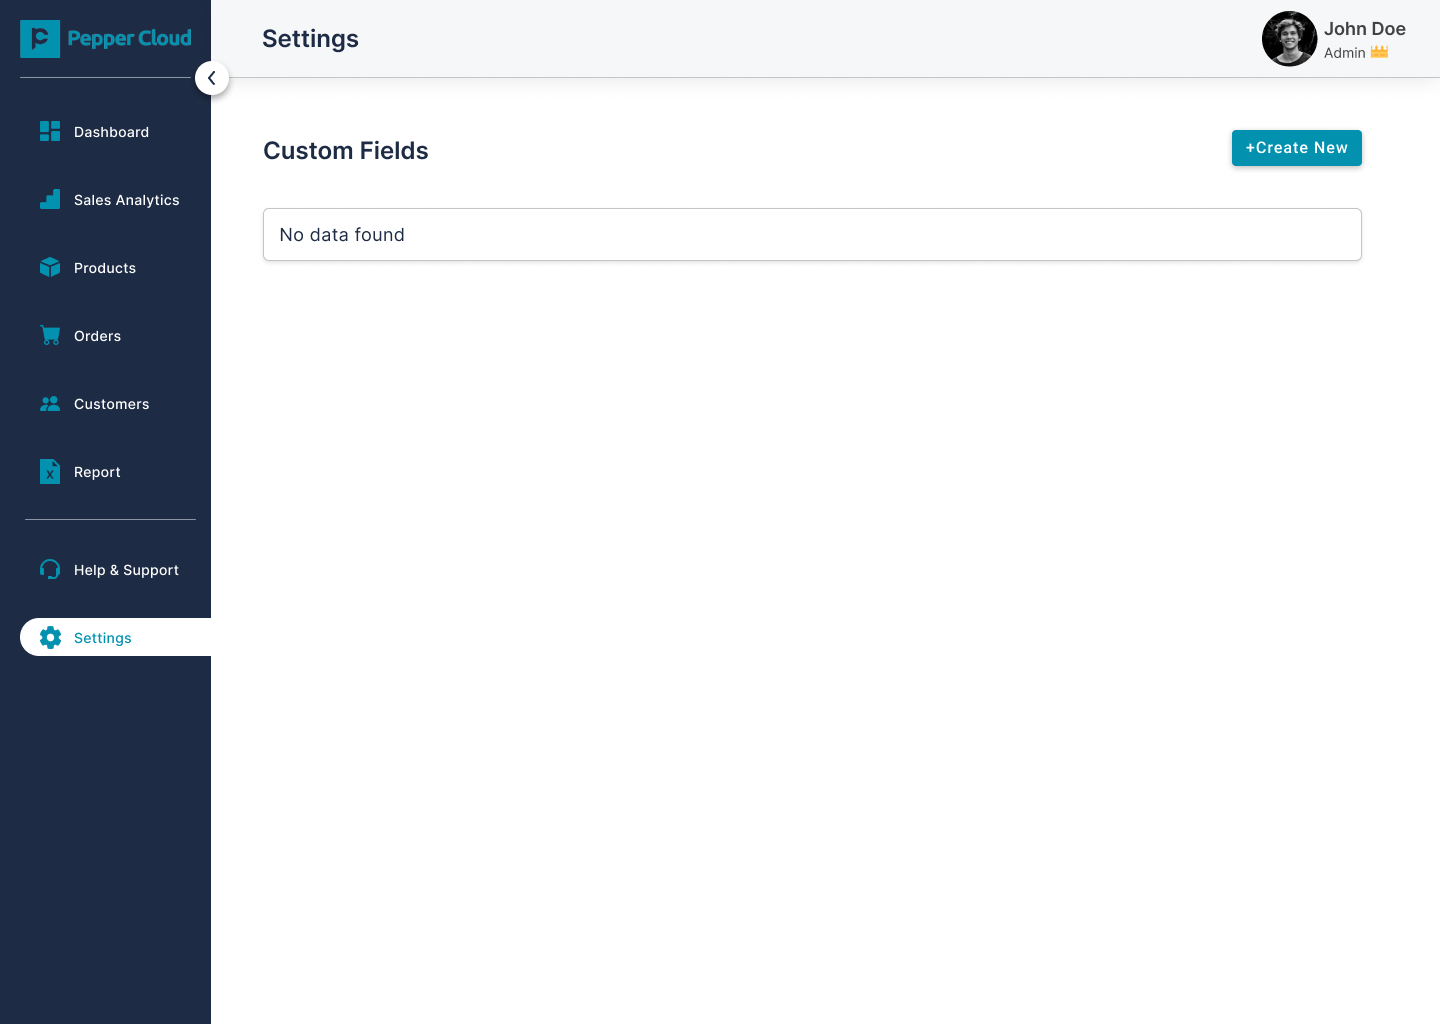 Pepper Cloud
Settings
John Doe
Admin
Dashboard
Sales Analytics
Products
Orders
Customers
Report
Help & Support
Settings
Custom Fields
+Create New
No data found